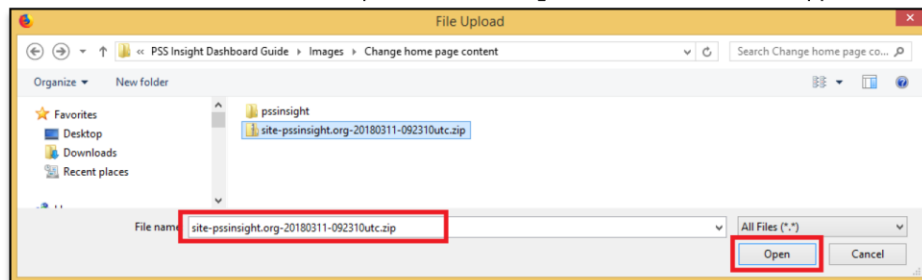 File Upload
« PSS Insight Dashboard Guide Images Change home page content
Search Change home page co...
Organize New folder
Favorites
Desktop
Downloads
Recent places
pssinsight
site-pssinsight.org-20180311-092310utc.zip
File name site-pssinsight.org-20180311-092310utc.zip
All Files (*.*)
Open Cancel